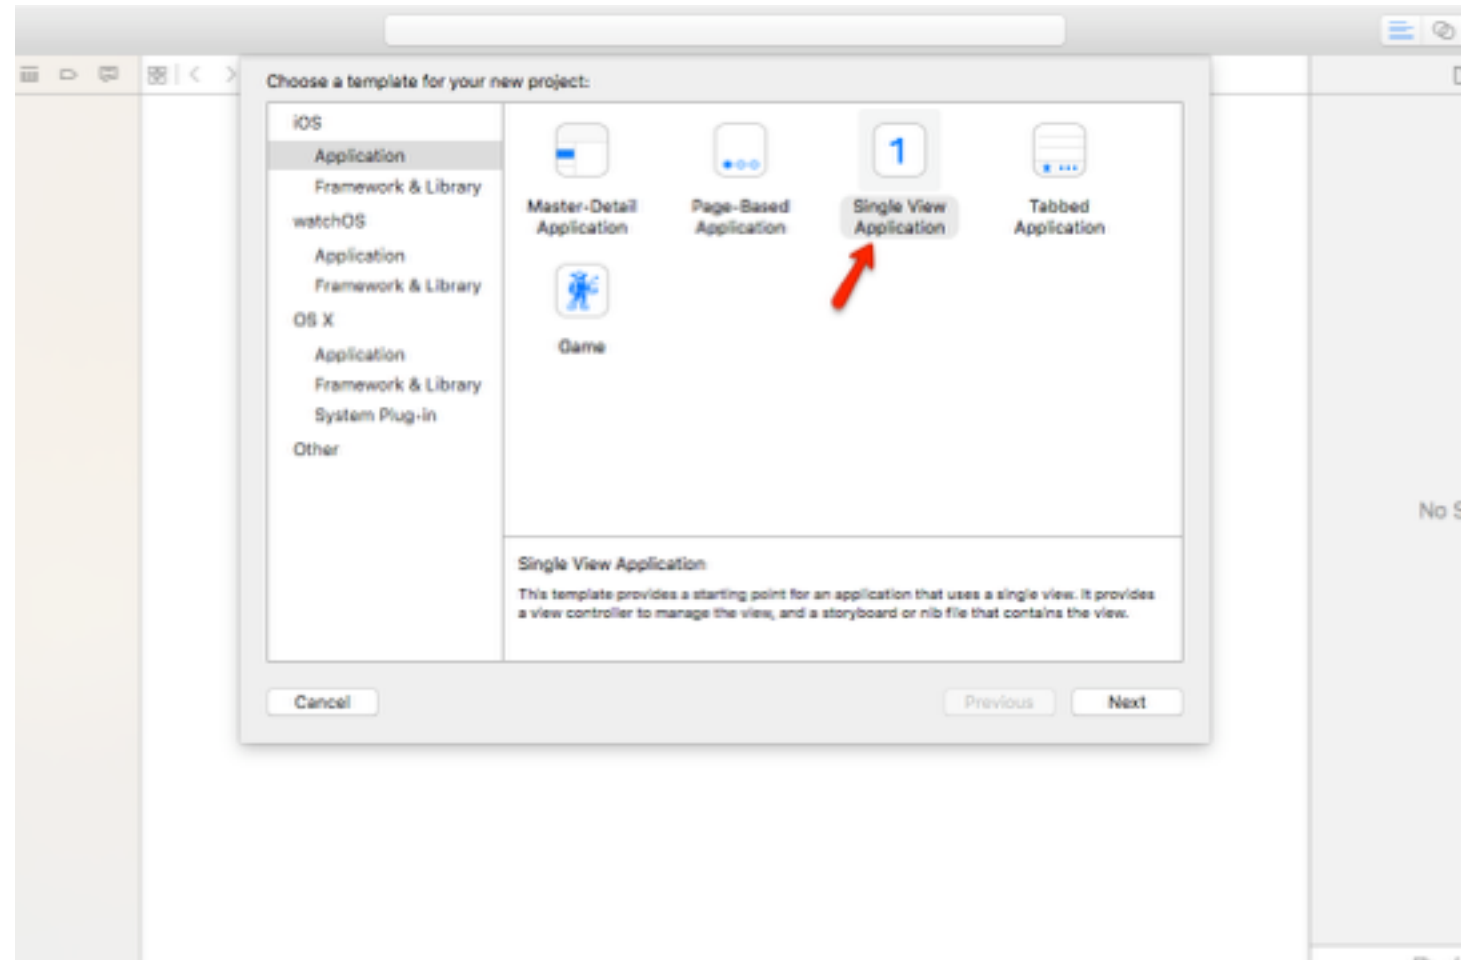 Choose a template for your new project:
iOS
Application
Framework & Library
watchOS
Application
Framework & Library
OS X
Application
Framework & Library
System Plug-in
Other
Master-Detail
Application
Page-Based
Application
1
Single View
Application
Tabbed
Application
Game
Single View Application
This template provides a starting point for an application that uses a single view. It provides
a view controller to manage the view, and a storyboard or nib file that contains the view.
Cancel
Previous
Next
No